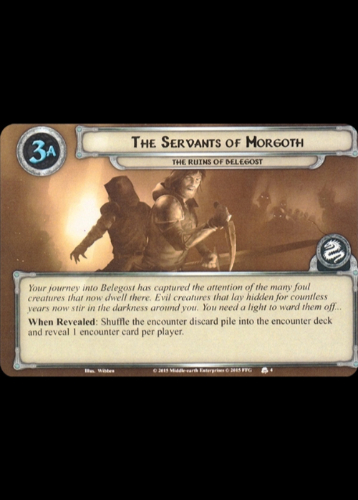 3A
THE SERVANTS OF MORGOTH
THE RUINS OF BELEGOST
Your journey into Belegost has captured the attention of the many foul
creatures that now dwell there. Evil creatures that lay hidden for countless
years now stir in the darkness around you. You need a light to ward them off...
When Revealed: Shuffle the encounter discard pile into the encounter deck
and reveal 1 encounter card per player.
Illus. Wibben © 2015 Middle-earth Enterprises © 2015 FFG 4